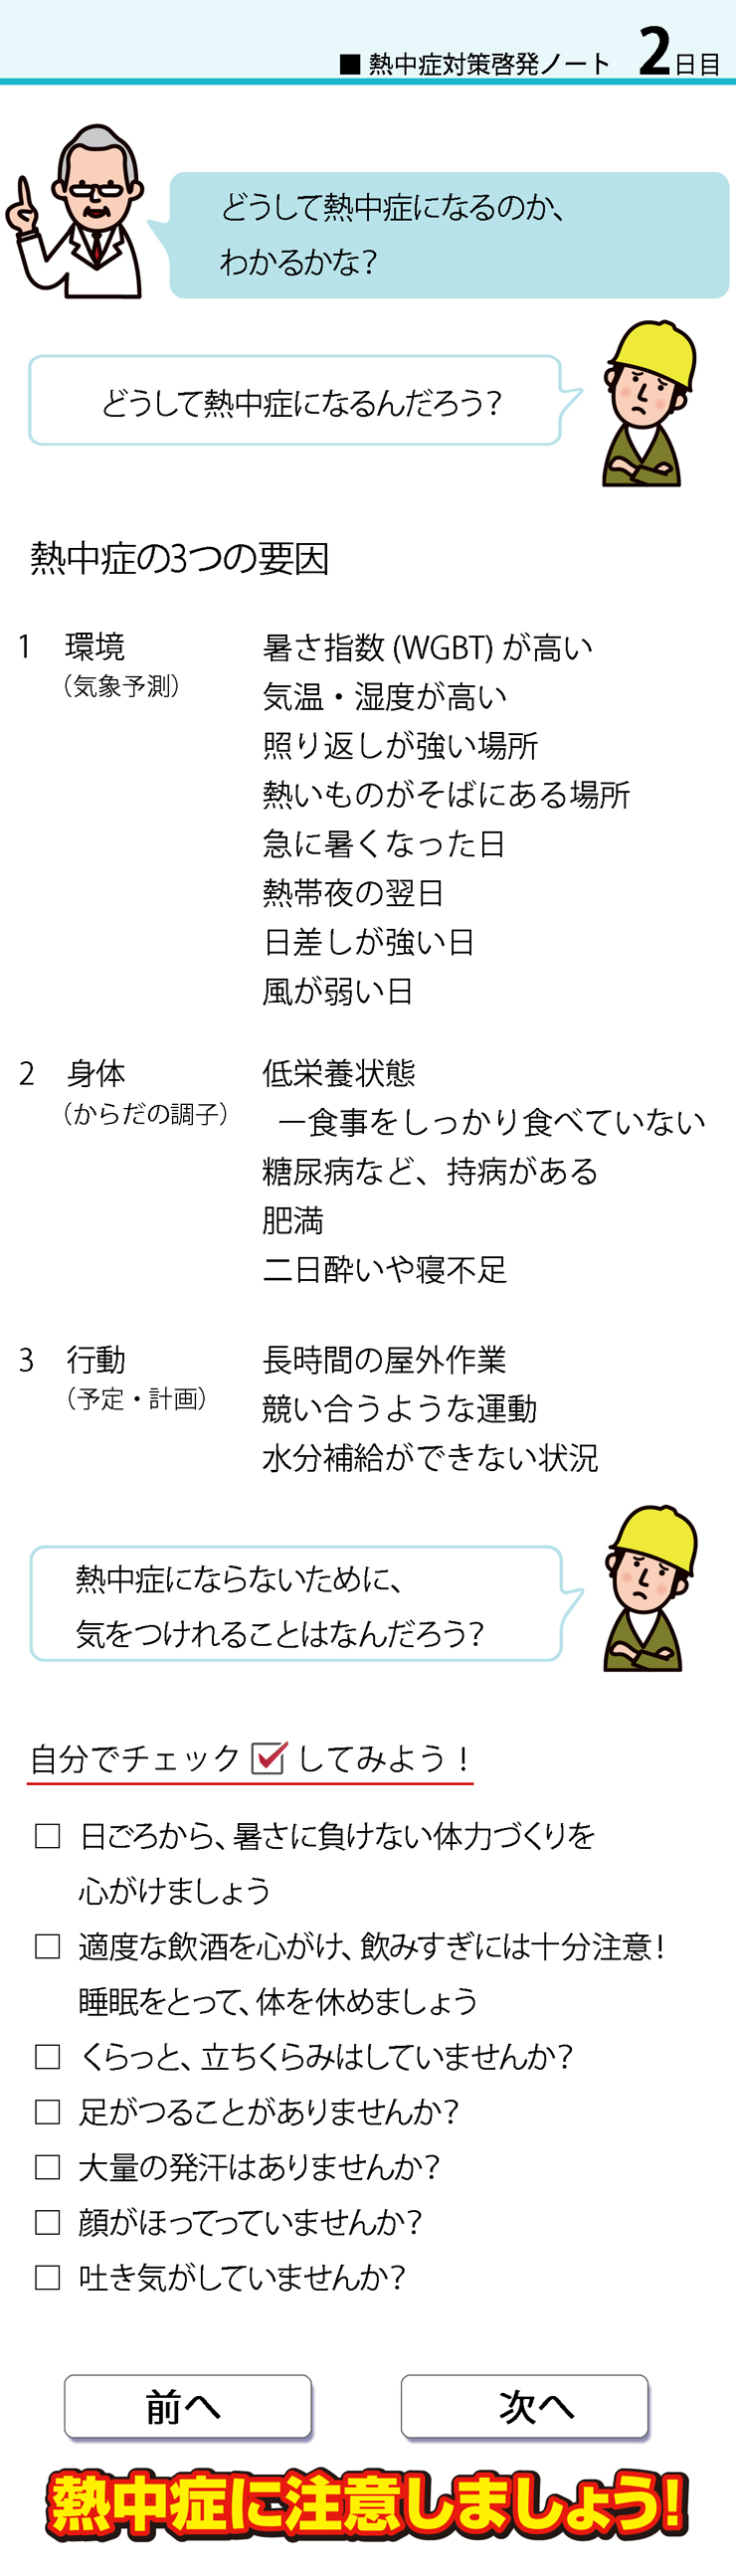 ■ 熱中症対策啓発ノート 2日目
どうして熱中症になるのか、
わかるかな？
どうして熱中症になるんだろう？
熱中症の3つの要因
1 環境 暑さ指数 (WGBT) が高い
（気象予測）
気温・湿度が高い
照り返しが強い場所
熱いものがそばにある場所
急に暑くなった日
熱帯夜の翌日
日差しが強い日
風が弱い日
2 身体 低栄養状態
（からだの調子）
ー食事をしっかり食べていない
糖尿病など、持病がある
肥満
二日酔いや寝不足
3 行動 長時間の屋外作業
（予定・計画）
競い合うような運動
水分補給ができない状況
熱中症にならないために、
気をつけれることはなんだろう？
自分でチェック☑してみよう！
□ 日ごろから、暑さに負けない体力づくりを
心がけましょう
□ 適度な飲酒を心がけ、飲みすぎには十分注意！
睡眠をとって、体を休めましょう
□ くらっと、立ちくらみはしていませんか？
□ 足がつることがありませんか？
□ 大量の発汗はありませんか？
□ 顔がほってっていませんか？
□ 吐き気がしていませんか？
前へ 次へ
熱中症に注意しましょう！